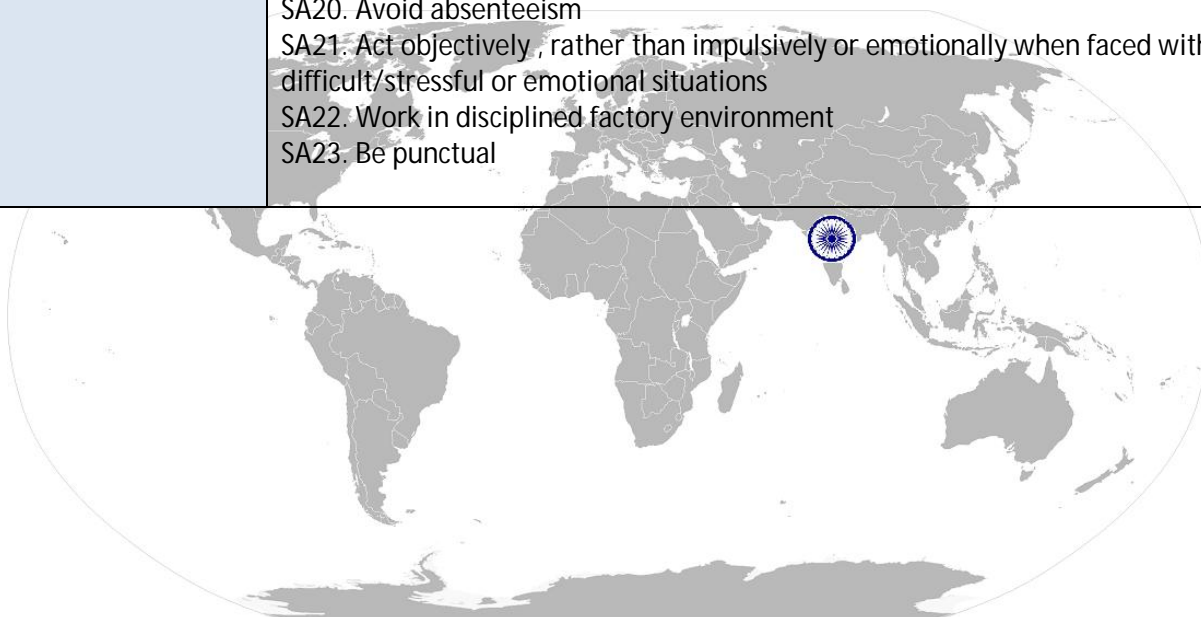 SA20. Avoid absenteeism
SA21. Act objectively , rather than impulsively or emotionally when faced with
difficult/stressful or emotional situations
SA22. Work in disciplined factory environment
SA23. Be punctual